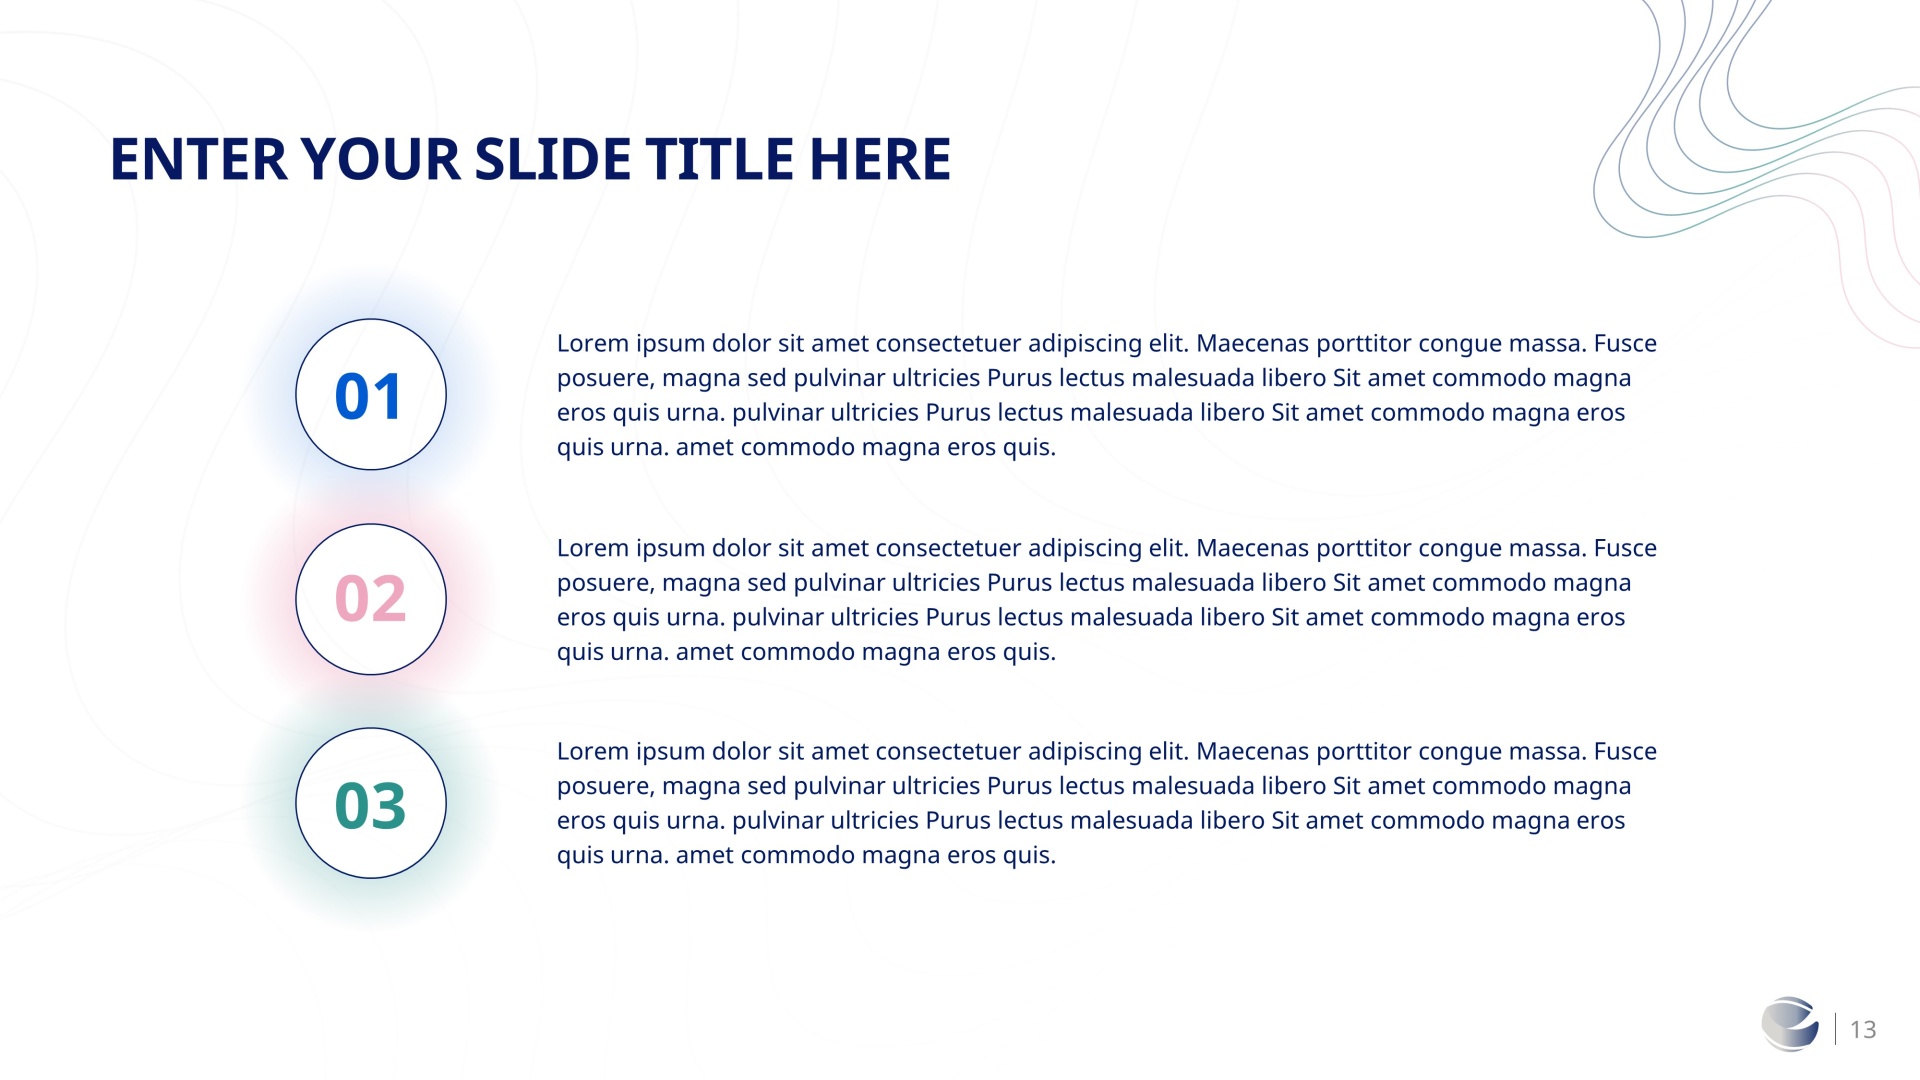 ENTER YOUR SLIDE TITLE HERE
01
Lorem ipsum dolor sit amet consectetuer adipiscing elit. Maecenas porttitor congue massa. Fusce
posuere, magna sed pulvinar ultricies Purus lectus malesuada libero Sit amet commodo magna
eros quis urna. pulvinar ultricies Purus lectus malesuada libero Sit amet commodo magna eros
quis urna. amet commodo magna eros quis.
02
Lorem ipsum dolor sit amet consectetuer adipiscing elit. Maecenas porttitor congue massa. Fusce
posuere, magna sed pulvinar ultricies Purus lectus malesuada libero Sit amet commodo magna
eros quis urna. pulvinar ultricies Purus lectus malesuada libero Sit amet commodo magna eros
quis urna. amet commodo magna eros quis.
03
Lorem ipsum dolor sit amet consectetuer adipiscing elit. Maecenas porttitor congue massa. Fusce
posuere, magna sed pulvinar ultricies Purus lectus malesuada libero Sit amet commodo magna
eros quis urna. pulvinar ultricies Purus lectus malesuada libero Sit amet commodo magna eros
quis urna. amet commodo magna eros quis.
13